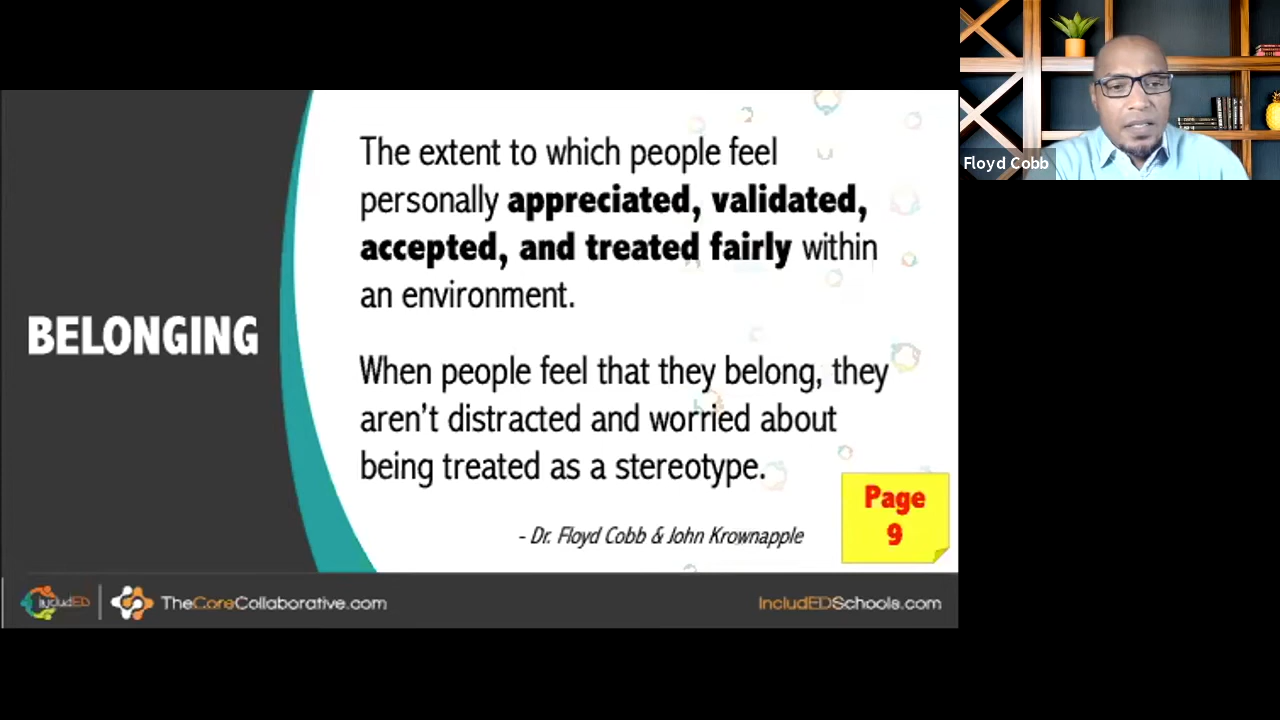 The extent to which people feel
personally appreciated, validated,
accepted, and treated fairly within
an environment.
BELONGING
When people feel that they belong, they
aren't distracted and worried about
being treated as a stereotype.
- Dr. Floyd Cobb & John Krownapple
Page
9
IncludED
TheCoreCollaborative.com
IncludEDSchools.com
Floyd Cobb